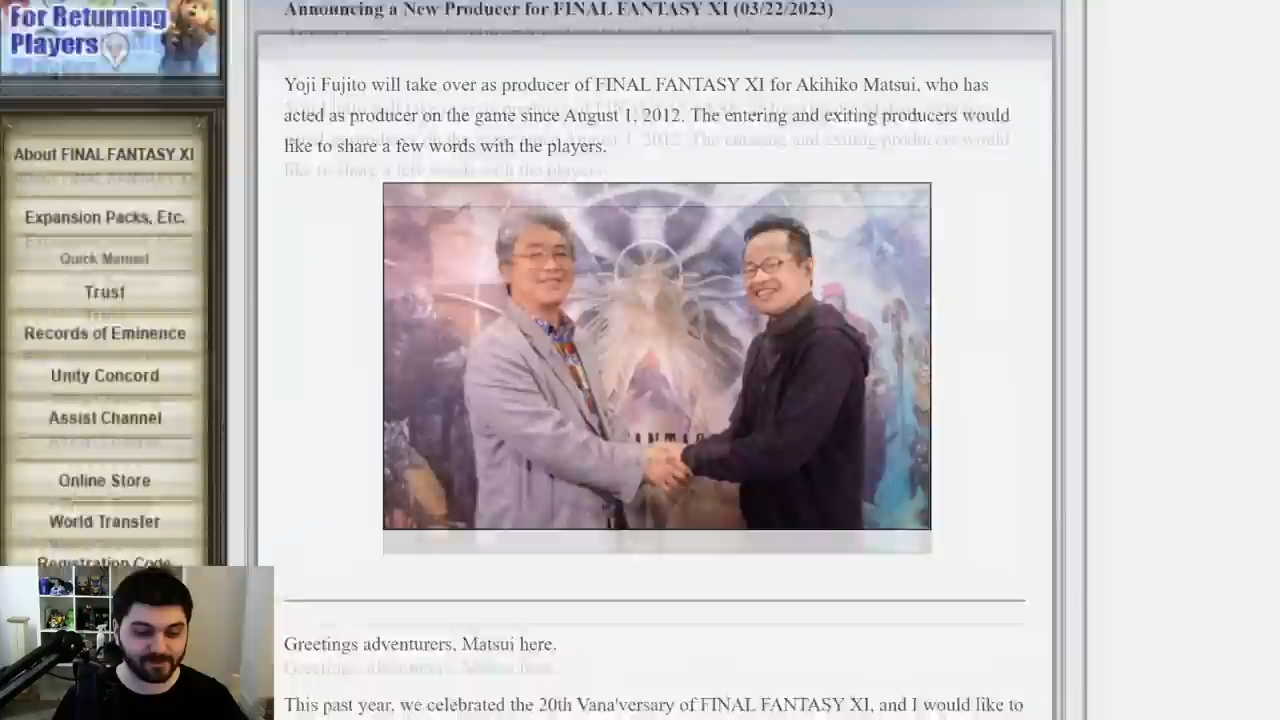 For Returning
Players
Announcing a New Producer for FINAL FANTASY XI (03/22/2023)
Yoji Fujito will take over as producer of FINAL FANTASY XI for Akihiko Matsui, who has
acted as producer on the game since August 1, 2012. The entering and exiting producers would
like to share a few words with the players.
About FINAL FANTASY XI
Expansion Packs, Etc.
Quick Manual
Trust
Records of Eminence
Unity Concord
Assist Channel
Online Store
World Transfer
Registration Code
Greetings adventurers, Matsui here.
This past year, we celebrated the 20th Vana'versary of FINAL FANTASY XI, and I would like to